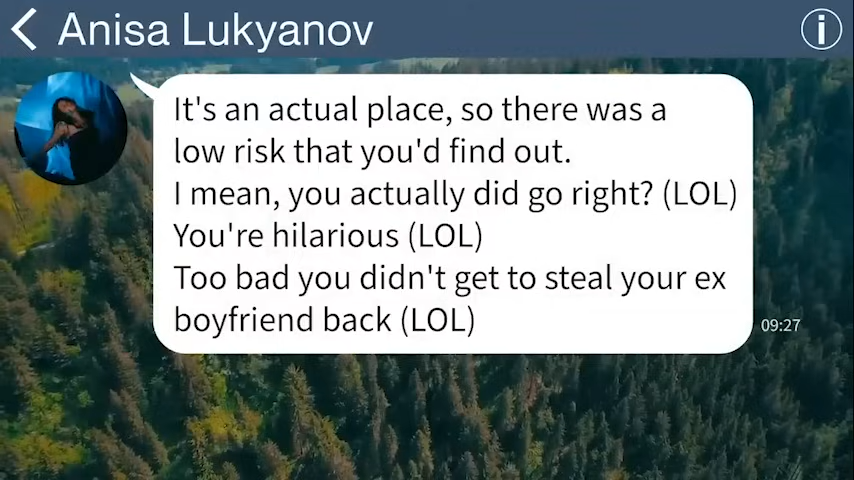 Anisa Lukyanov
It's an actual place, so there was a
low risk that you'd find out.
I mean, you actually did go right? (LOL)
You're hilarious (LOL)
Too bad you didn't get to steal your ex
boyfriend back (LOL)
09:27